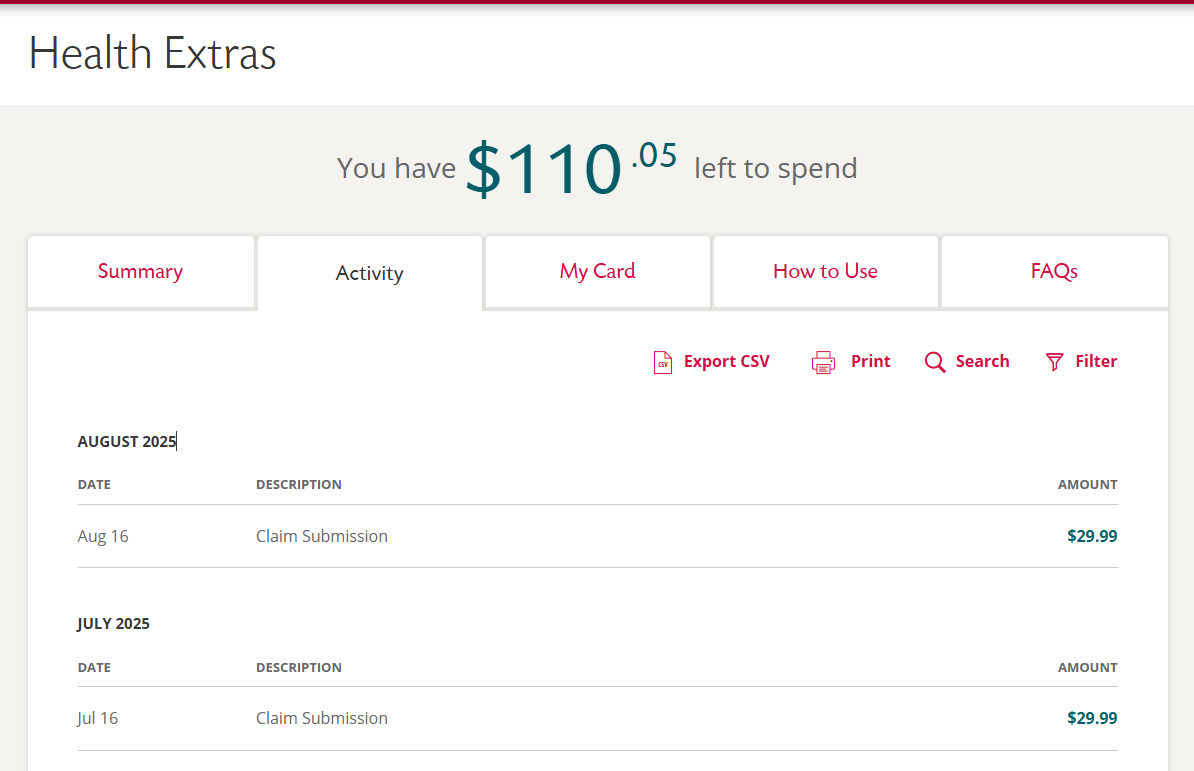 Health Extras
You have $110.05 left to spend
Summary Activity My Card How to Use FAQs
CSV Export CSV Print Search Filter
AUGUST 2025
DATE DESCRIPTION AMOUNT
Aug 16 Claim Submission $29.99
JULY 2025
DATE DESCRIPTION AMOUNT
Jul 16 Claim Submission $29.99